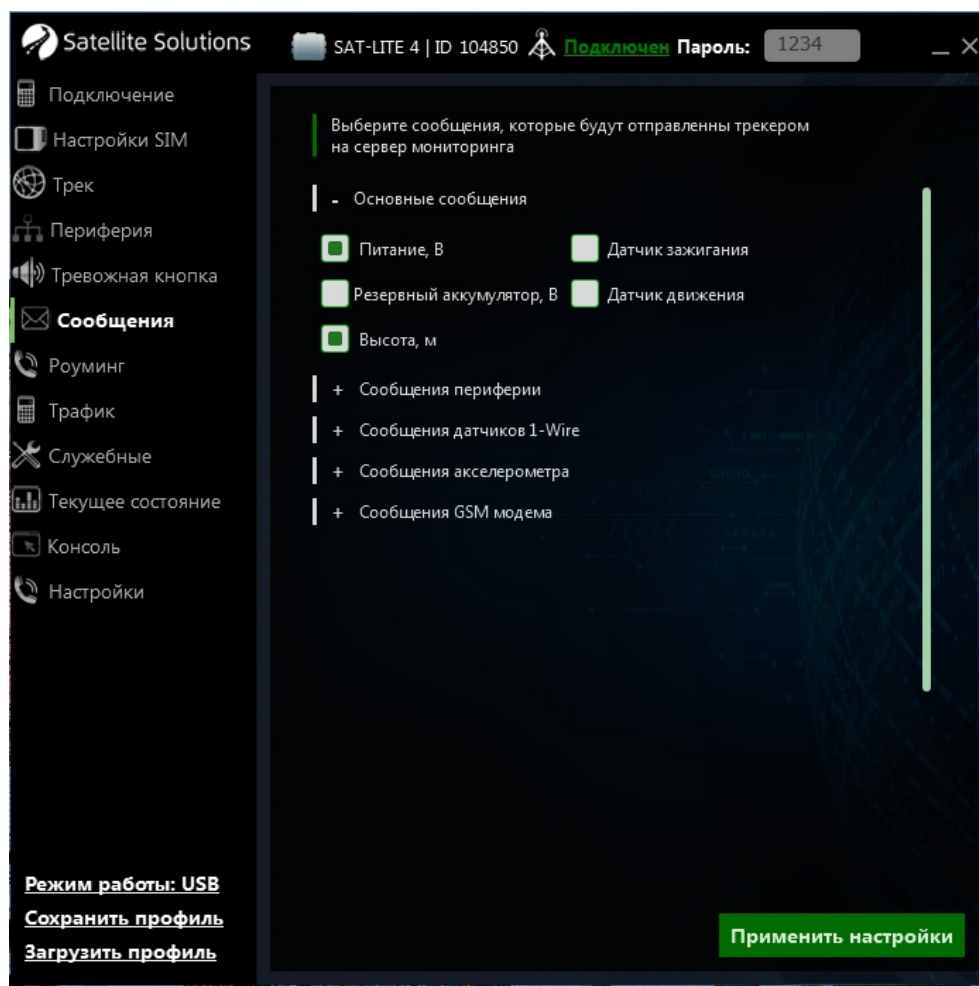 Satellite Solutions
SAT-LITE 4 | ID 104850 Подключен Пароль: 1234
Подключение
Настройки SIM
Трек
Периферия
Тревожная кнопка
Сообщения
Роуминг
Трафик
Служебные
Текущее состояние
Консоль
Настройки
Режим работы: USB
Сохранить профиль
Загрузить профиль
Выберите сообщения, которые будут отправленны трекером
на сервер мониторинга
- Основные сообщения
Питание, В Датчик зажигания
Резервный аккумулятор, В Датчик движения
Высота, м
+ Сообщения периферии
+ Сообщения датчиков 1-Wire
+ Сообщения акселерометра
+ Сообщения GSM модема
Применить настройки